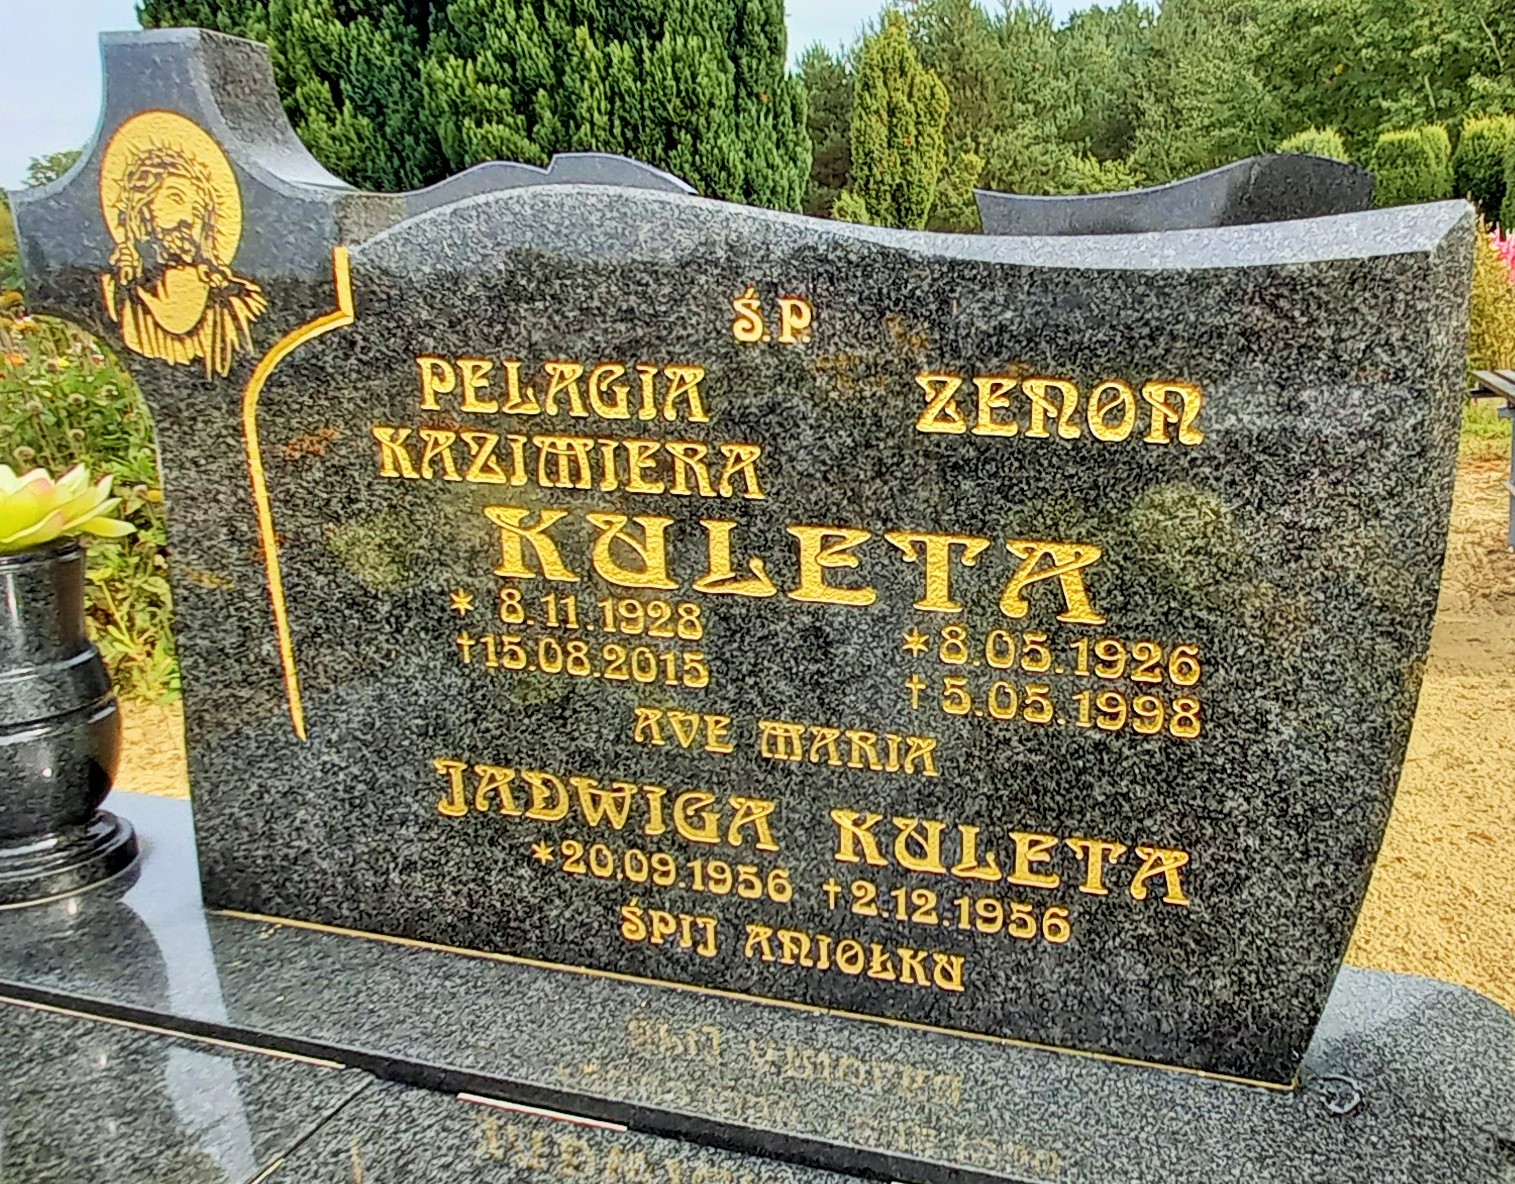 Ś.P.
PELAGIA ZENON
KAZIMIERA
KULETA
* 8.11.1928 *8.05.1926
†15.08.2015 † 5.05.1998
AVE MARIA
JADWIGA KULETA
*20.09.1956 †2.12.1956
ŚPIJ ANIOŁKU